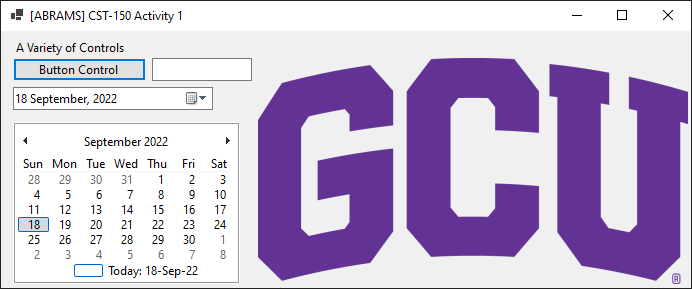 [ABRAMS] CST-150 Activity 1
A Variety of Controls
Button Control
18 September, 2022
September 2022
Sun Mon Tue Wed Thu Fri Sat
28 29 30 31 1 2 3
4 5 6 7 8 9 10
11 12 13 14 15 16 17
18 19 20 21 22 23 24
25 26 27 28 29 30 1
2 3 4 5 6 7 8
Today: 18-Sep-22
GCU
®